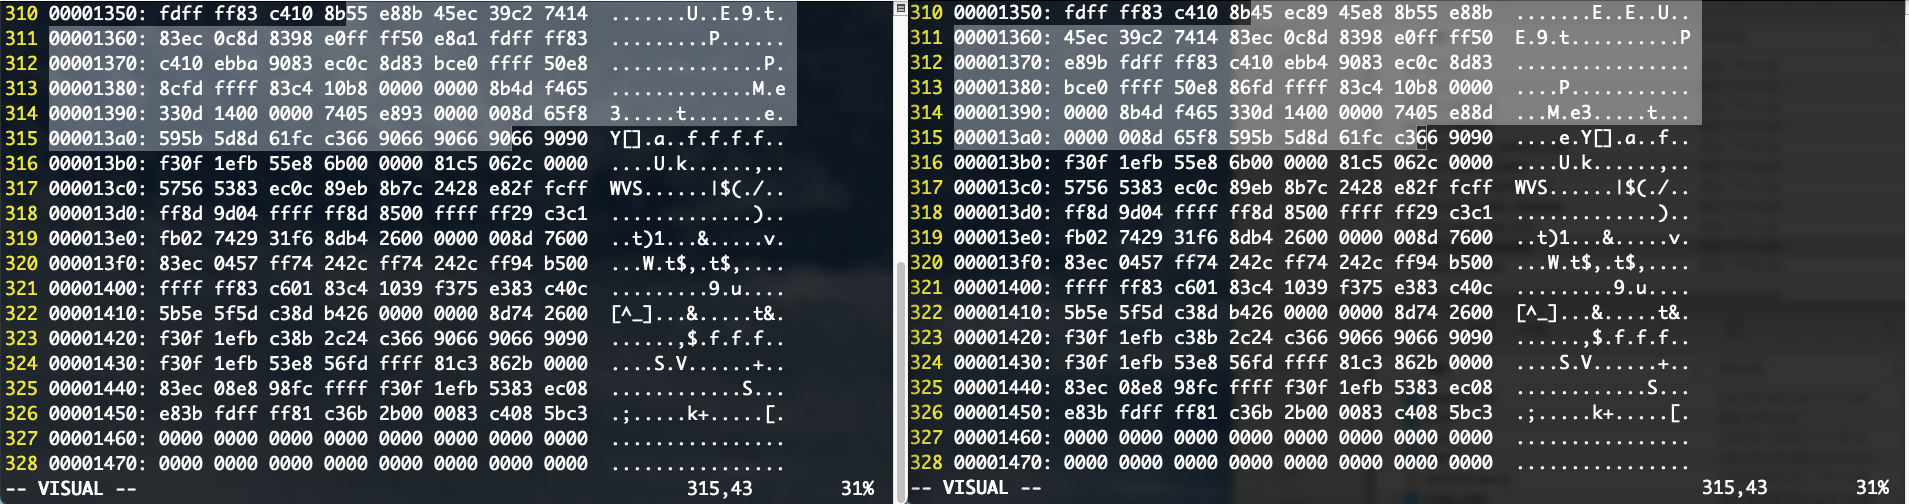 310 00001350: fdff ff83 c410 8b55 e88b 45ec 39c2 7414  .......U..E.9.t.
311 00001360: 83ec 0c8d 8398 e0ff ff50 e8a1 fdff ff83  .........P......
312 00001370: c410 ebba 9083 ec0c 8d83 bce0 ffff 50e8  ..............P.
313 00001380: 8cfd ffff 83c4 10b8 0000 0000 8b4d f465  .............M.e
314 00001390: 330d 1400 0000 7405 e893 0000 008d 65f8  3.....t.......e.
315 000013a0: 595b 5d8d 61fc c366 9066 9066 9066 9090  Y[].a..f.f.f.f..
316 000013b0: f30f 1efb 55e8 6b00 0000 81c5 062c 0000  ....U.k......,..
317 000013c0: 5756 5383 ec0c 89eb 8b7c 2428 e82f fcff  WVS......|$(./..
318 000013d0: ff8d 9d04 ffff ff8d 8500 ffff ff29 c3c1  .............)..
319 000013e0: fb02 7429 31f6 8db4 2600 0000 008d 7600  ..t)1...&.....v.
320 000013f0: 83ec 0457 ff74 242c ff74 242c ff94 b500  ...W.t$,.t$,....
321 00001400: ffff ff83 c601 83c4 1039 f375 e383 c40c  .........9.u....
322 00001410: 5b5e 5f5d c38d b426 0000 0000 8d74 2600  [^_]...&.....t&.
323 00001420: f30f 1efb c38b 2c24 c366 9066 9066 9090  ......,$.f.f.f..
324 00001430: f30f 1efb 53e8 56fd ffff 81c3 862b 0000  ....S.V......+..
325 00001440: 83ec 08e8 98fc ffff f30f 1efb 5383 ec08  ............S...
326 00001450: e83b fdff ff81 c36b 2b00 0083 c408 5bc3  .;.....k+.....[.
327 00001460: 0000 0000 0000 0000 0000 0000 0000 0000  ................
328 00001470: 0000 0000 0000 0000 0000 0000 0000 0000  ................
-- VISUAL --  315,43  31%
310 00001350: fdff ff83 c410 8b45 ec89 45e8 8b55 e88b  .......E..E..U..
311 00001360: 45ec 39c2 7414 83ec 0c8d 8398 e0ff ff50  E.9.t..........P
312 00001370: e89b fdff ff83 c410 ebb4 9083 ec0c 8d83  ................
313 00001380: bce0 ffff 50e8 86fd ffff 83c4 10b8 0000  ....P...........
314 00001390: 0000 8b4d f465 330d 1400 0000 7405 e88d  ...M.e3.....t...
315 000013a0: 0000 008d 65f8 595b 5d8d 61fc c366 9090  ....e.Y[].a..f..
316 000013b0: f30f 1efb 55e8 6b00 0000 81c5 062c 0000  ....U.k......,..
317 000013c0: 5756 5383 ec0c 89eb 8b7c 2428 e82f fcff  WVS......|$(./..
318 000013d0: ff8d 9d04 ffff ff8d 8500 ffff ff29 c3c1  .............)..
319 000013e0: fb02 7429 31f6 8db4 2600 0000 008d 7600  ..t)1...&.....v.
320 000013f0: 83ec 0457 ff74 242c ff74 242c ff94 b500  ...W.t$,.t$,....
321 00001400: ffff ff83 c601 83c4 1039 f375 e383 c40c  .........9.u....
322 00001410: 5b5e 5f5d c38d b426 0000 0000 8d74 2600  [^_]...&.....t&.
323 00001420: f30f 1efb c38b 2c24 c366 9066 9066 9090  ......,$.f.f.f..
324 00001430: f30f 1efb 53e8 56fd ffff 81c3 862b 0000  ....S.V......+..
325 00001440: 83ec 08e8 98fc ffff f30f 1efb 5383 ec08  ............S...
326 00001450: e83b fdff ff81 c36b 2b00 0083 c408 5bc3  .;.....k+.....[.
327 00001460: 0000 0000 0000 0000 0000 0000 0000 0000  ................
328 00001470: 0000 0000 0000 0000 0000 0000 0000 0000  ................
-- VISUAL --  315,43  31%